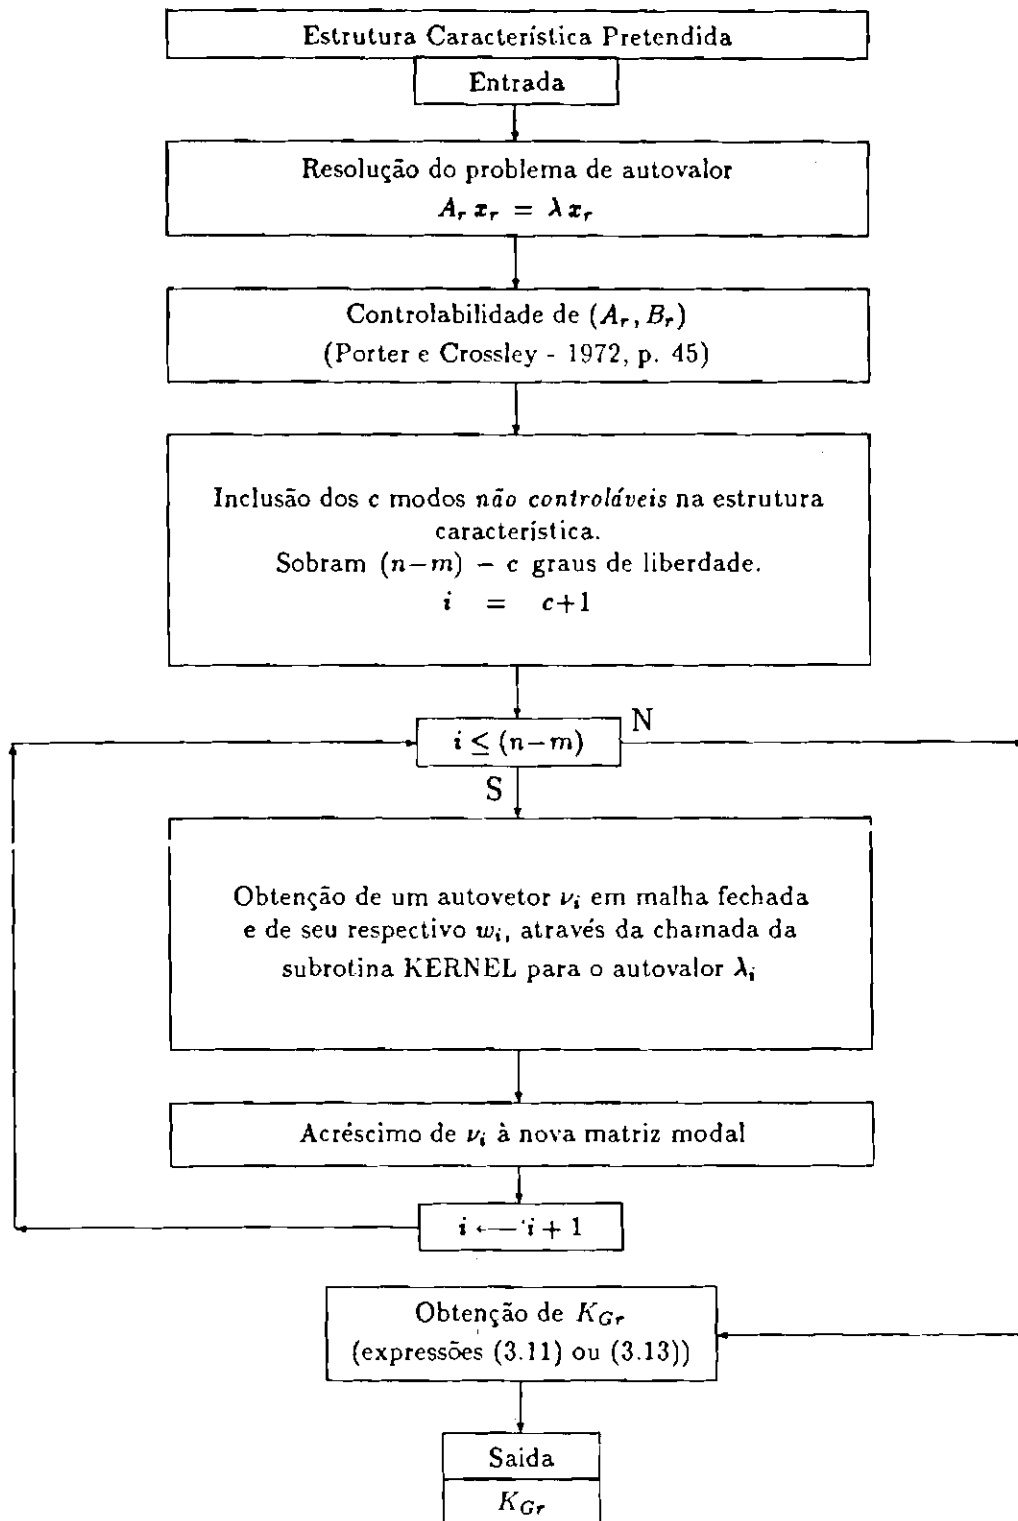 Estrutura Característica Pretendida
Entrada
Resolução do problema de autovalor
A_r x_r = λ x_r
Controlabilidade de (A_r, B_r)
(Porter e Crossley - 1972, p. 45)
Inclusão dos c modos não controláveis na estrutura
característica.
Sobram (n-m) - c graus de liberdade.
i = c+1
i ≤ (n-m)
N
S
Obtenção de um autovetor ν_i em malha fechada
e de seu respectivo w_i, através da chamada da
subrotina KERNEL para o autovalor λ_i
Acréscimo de ν_i à nova matriz modal
i ← i + 1
Obtenção de K_Gr
(expressões (3.11) ou (3.13))
Saida
K_Gr